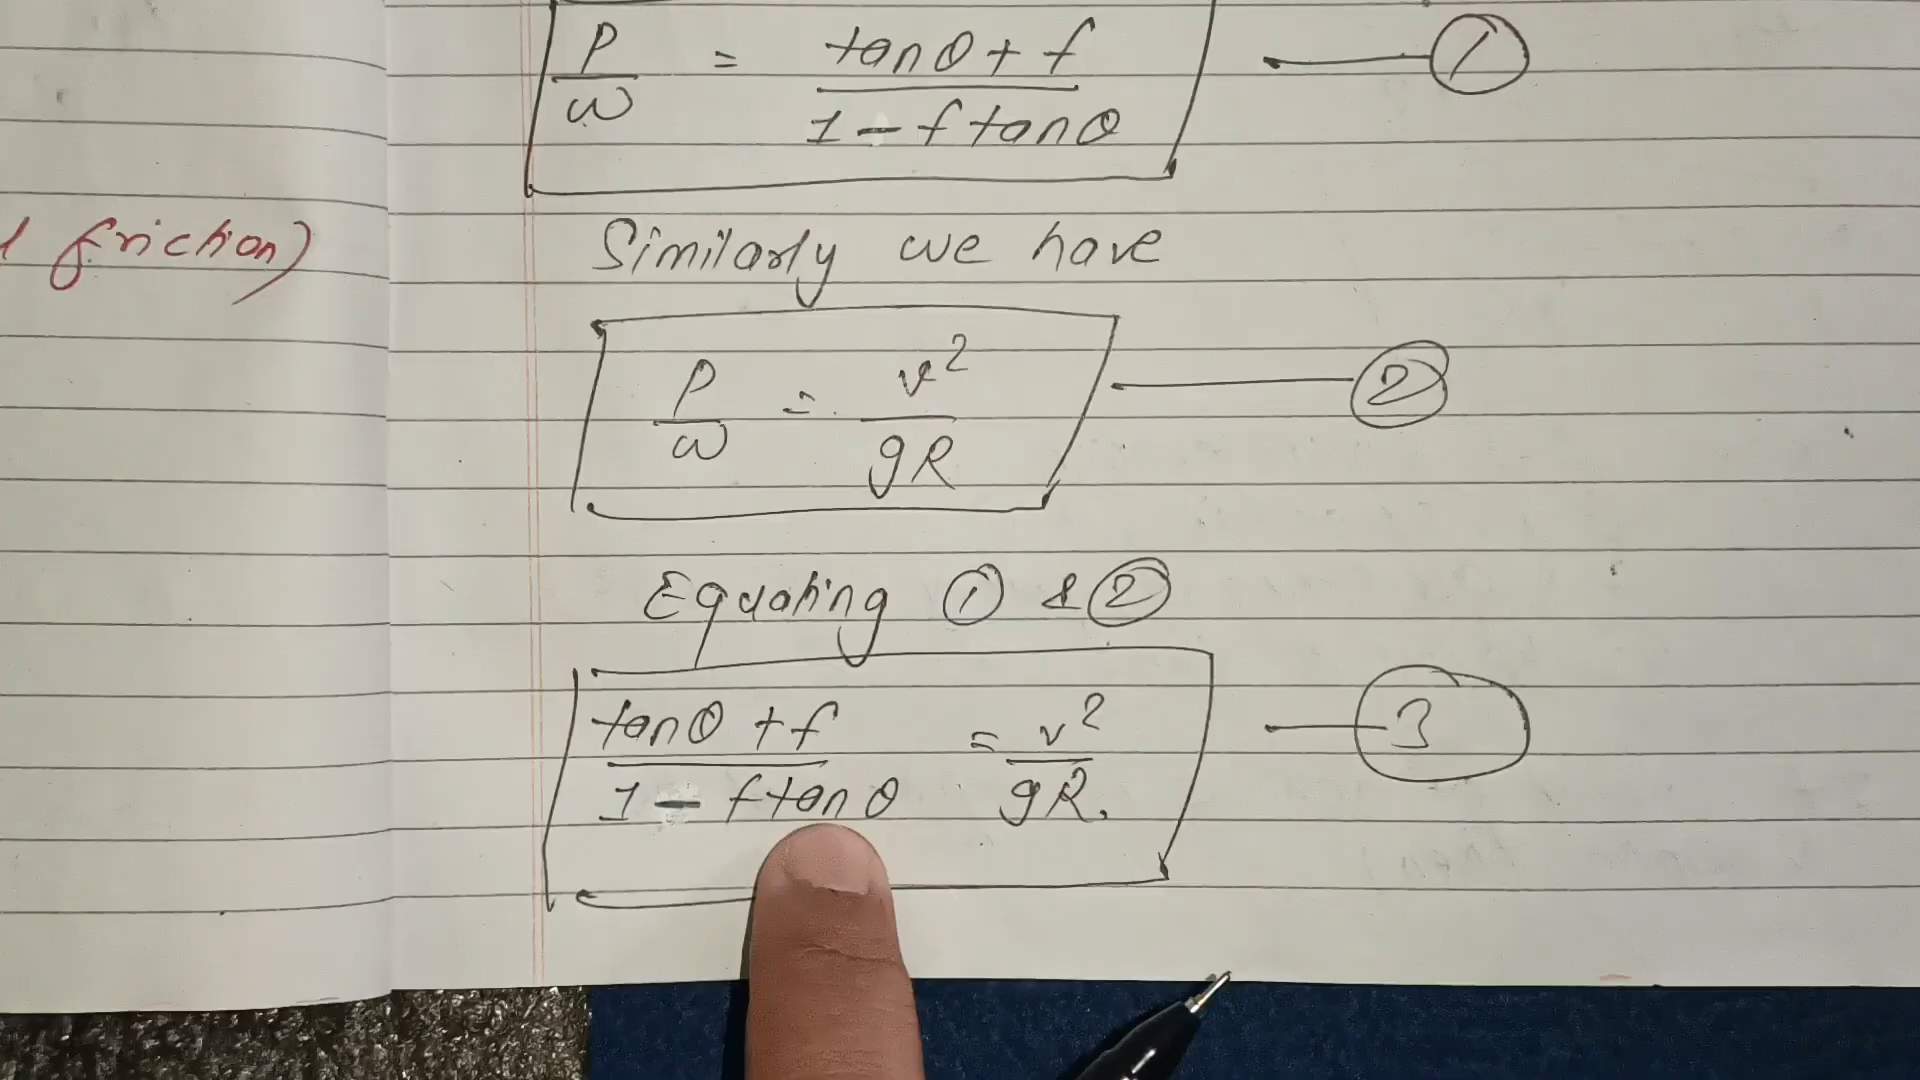 P/w = tanθ + f / 1 - f tanθ ①
friction)
Similarly we have
P/w = v² / gR ②
Equating ① & ②
tanθ + f / 1 - f tanθ = v² / gR. ③